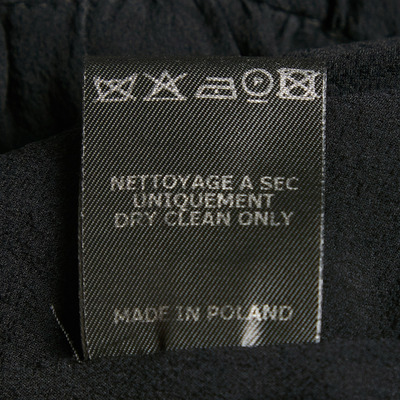 NETTOYAGE A SEC
UNIQUEMENT
DRY CLEAN ONLY
MADE IN POLAND